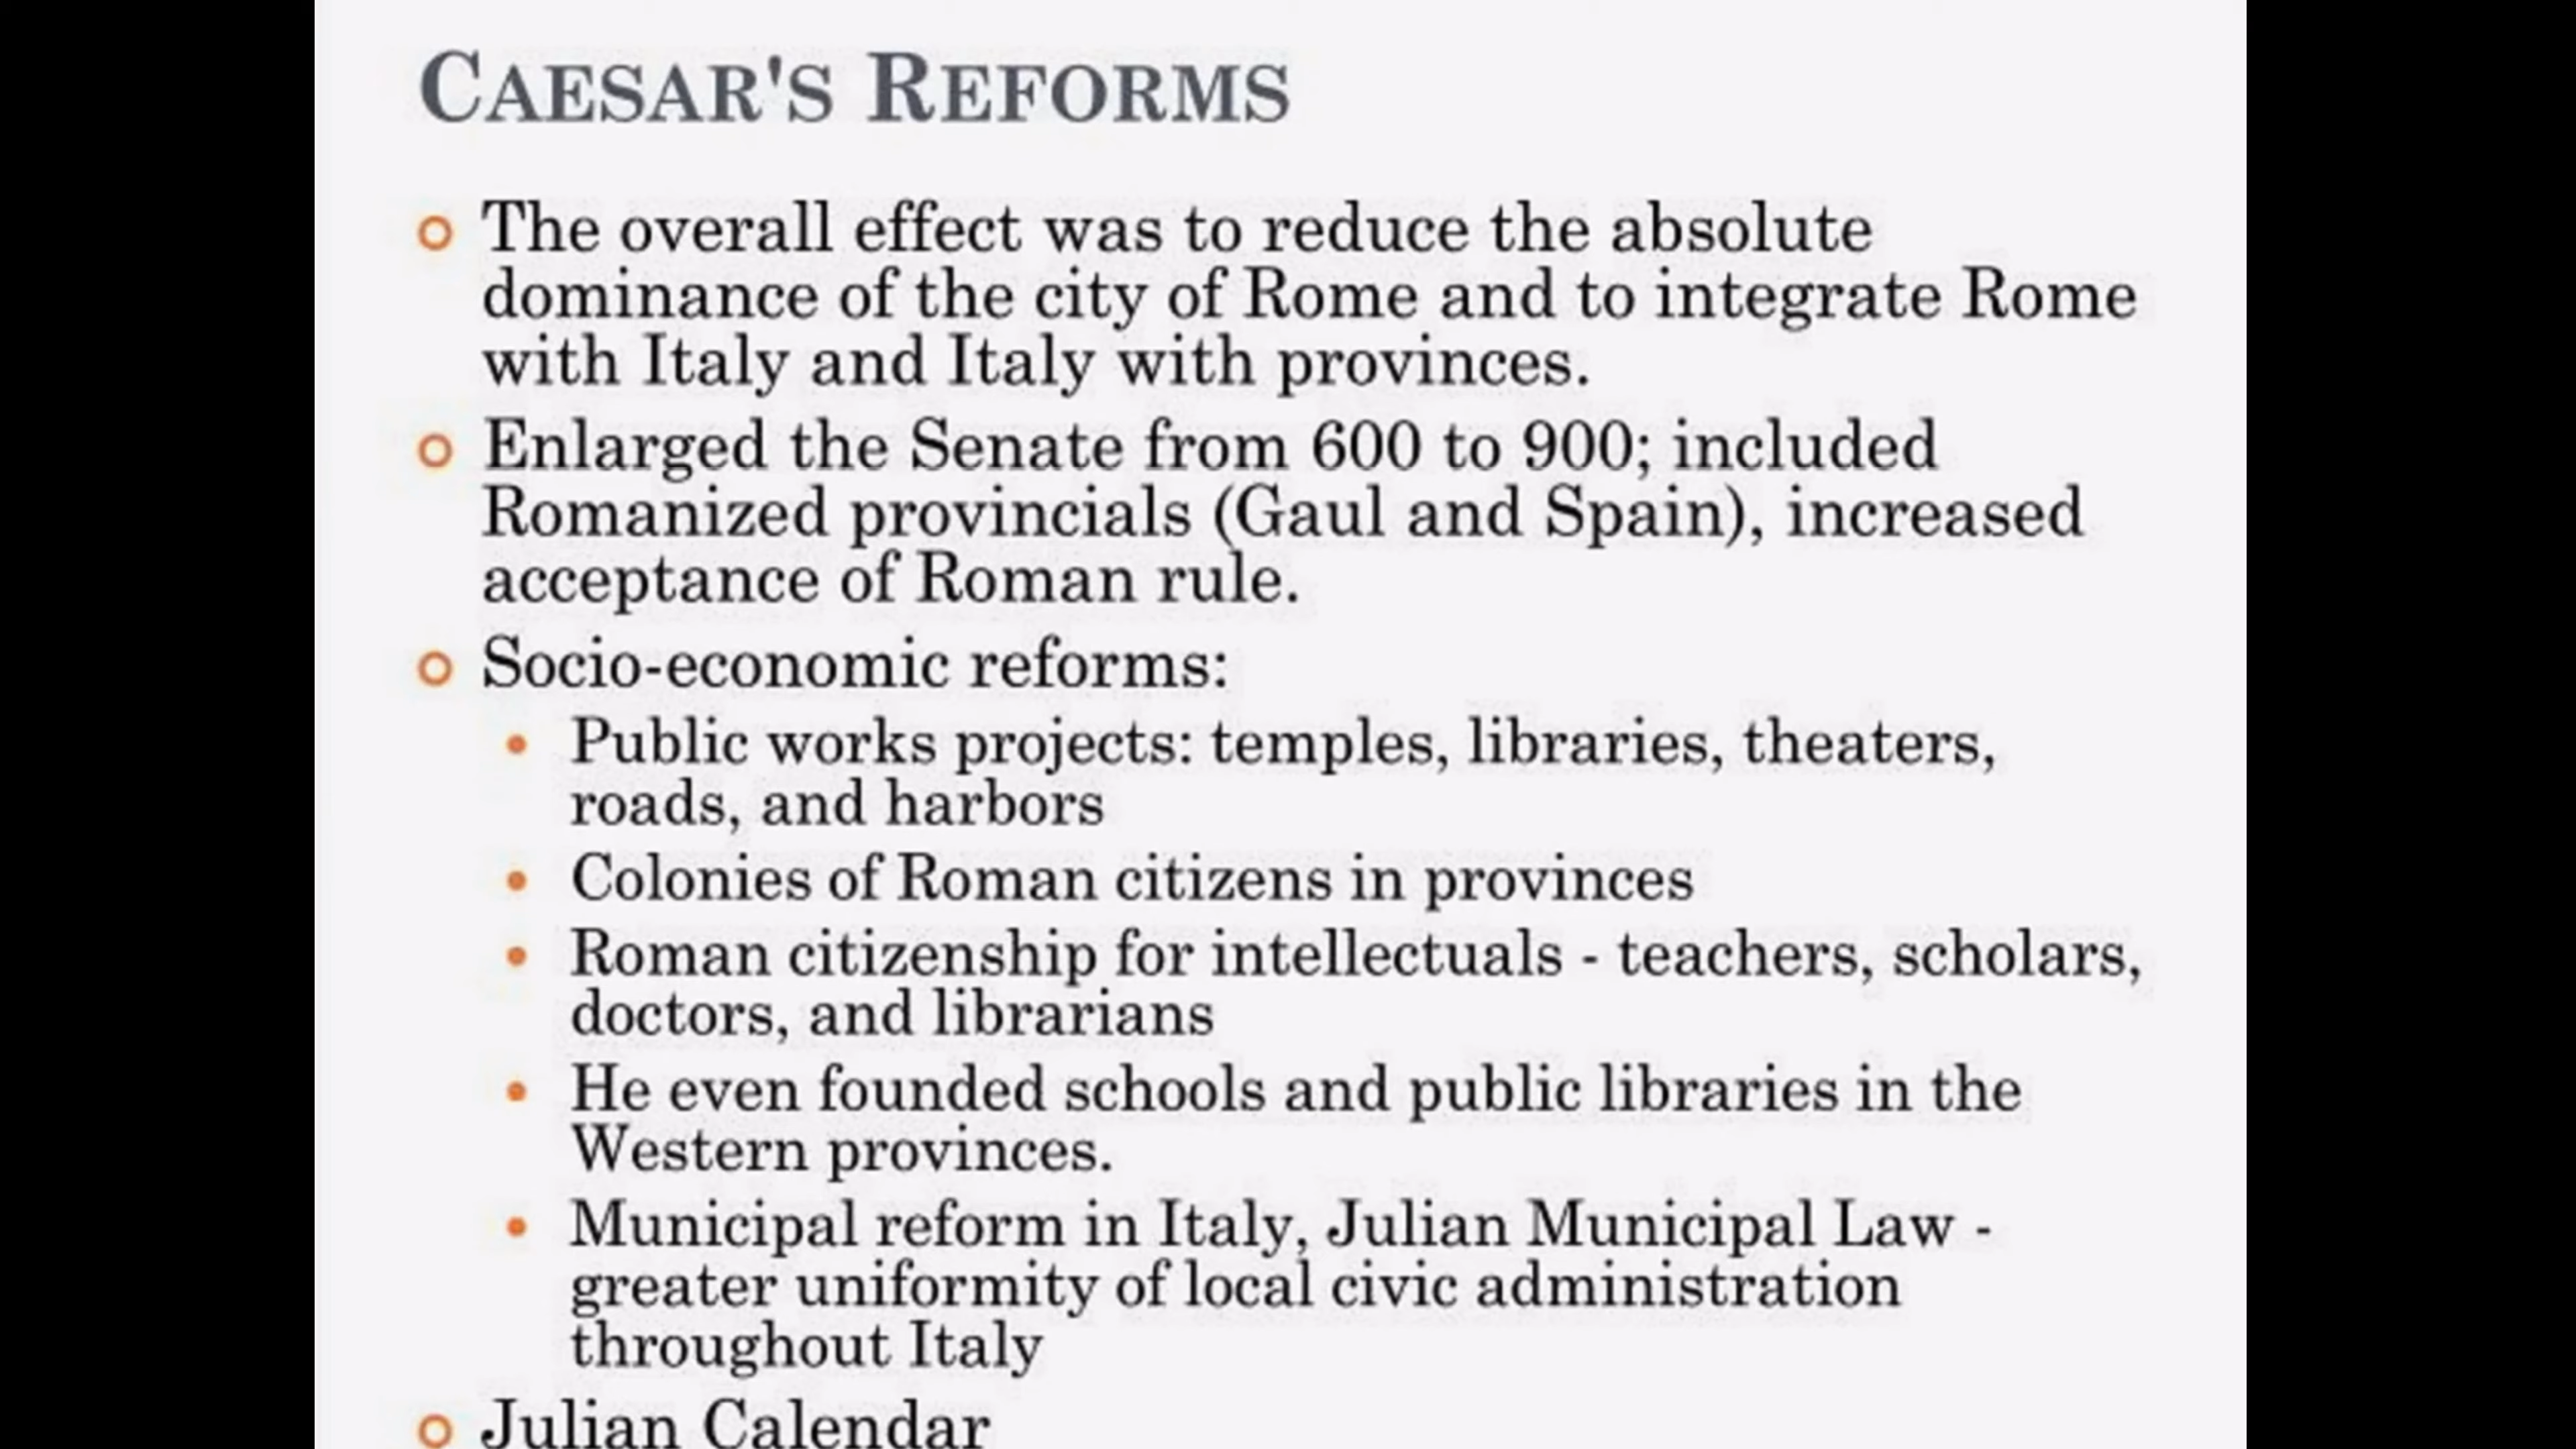 CAESAR'S REFORMS
The overall effect was to reduce the absolute
dominance of the city of Rome and to integrate Rome
with Italy and Italy with provinces.
Enlarged the Senate from 600 to 900; included
Romanized provincials (Gaul and Spain), increased
acceptance of Roman rule.
Socio-economic reforms:
Public works projects: temples, libraries, theaters,
roads, and harbors
Colonies of Roman citizens in provinces
Roman citizenship for intellectuals - teachers, scholars,
doctors, and librarians
He even founded schools and public libraries in the
Western provinces.
Municipal reform in Italy, Julian Municipal Law -
greater uniformity of local civic administration
throughout Italy
Julian Calendar